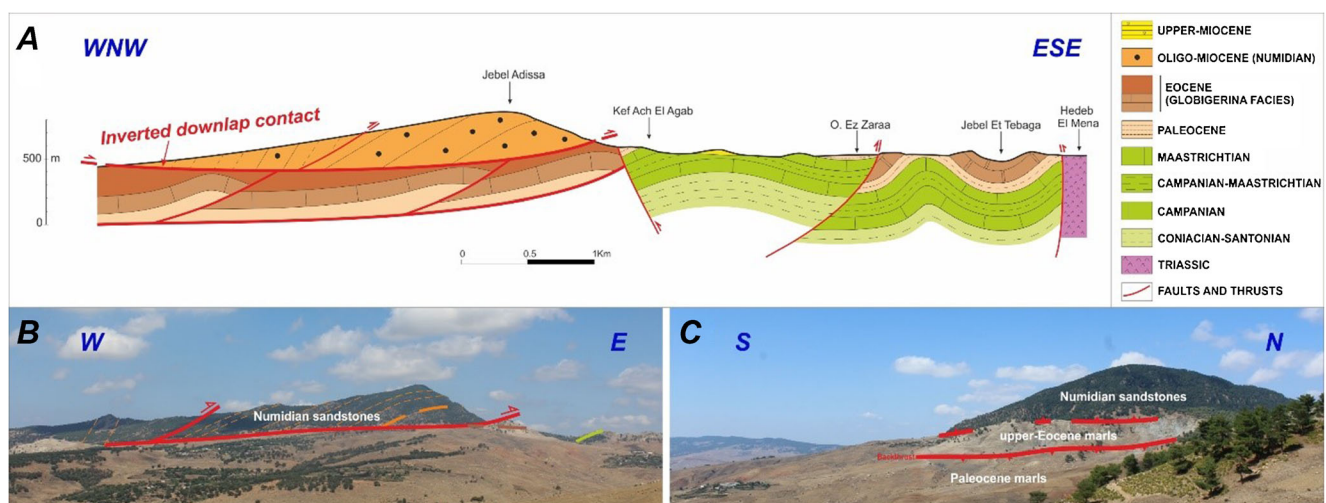 A
WNW
ESE
Jebel Adissa
Kef Ach El Agab
O. Ez Zaraa
Jebel Et Tebaga
Hedeb
El Mena
Inverted downlap contact
500 m
0
0 0.5 1Km
UPPER-MIOCENE
OLIGO-MIOCENE (NUMIDIAN)
EOCENE
(GLOBIGERINA FACIES)
PALEOCENE
MAASTRICHTIAN
CAMPANIAN-MAASTRICHTIAN
CAMPANIAN
CONIACIAN-SANTONIAN
TRIASSIC
FAULTS AND THRUSTS
B
W
E
Numidian sandstones
C
S
N
Numidian sandstones
upper-Eocene marls
Paleocene marls